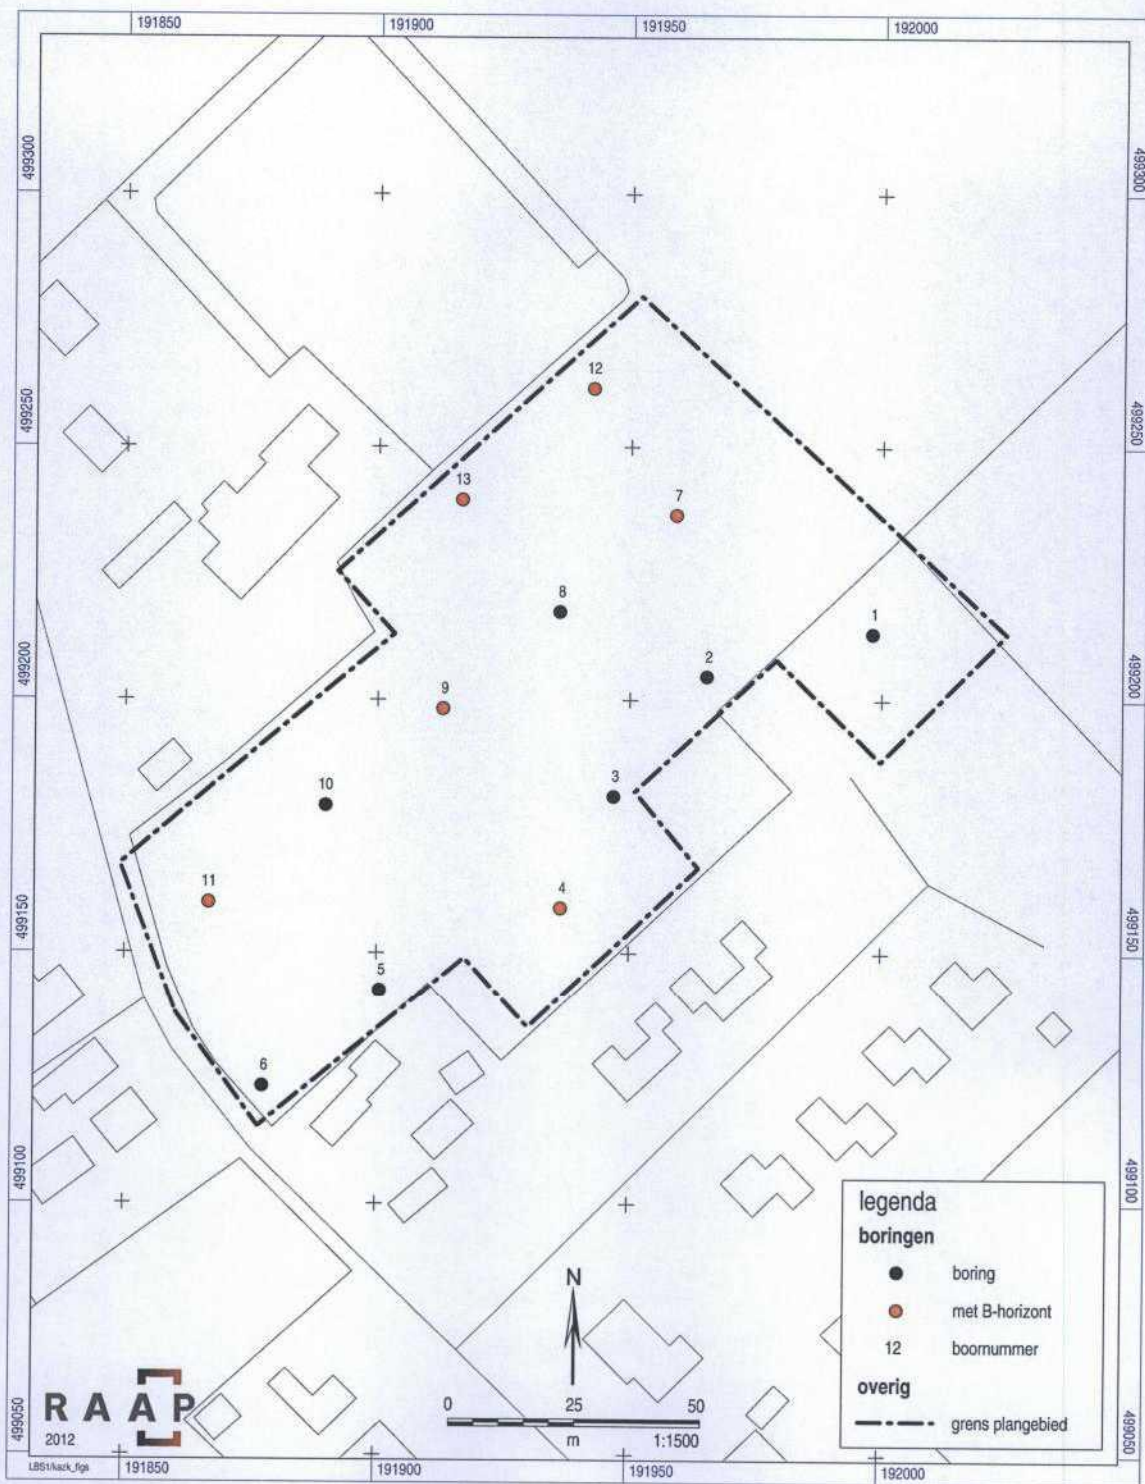 191850 191900 191950 192000
499300 499300
499250 499250
12
13
7
8
1
2
499200 499200
9
10
3
11
4
499150 499150
5
6
499100 499100
legenda
boringen
boring
met B-horizont
12 boornummer
overig
grens plangebied
N
0 25 50
m 1:1500
RAAP
2012
499050 499050
LBS1/kazk_figs
191850 191900 191950 192000